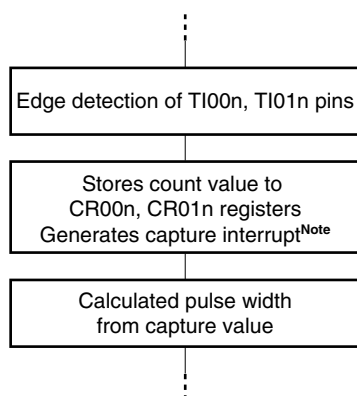 Edge detection of TI00n, TI01n pins
Stores count value to
CR00n, CR01n registers
Generates capture interruptNote
Calculated pulse width
from capture value